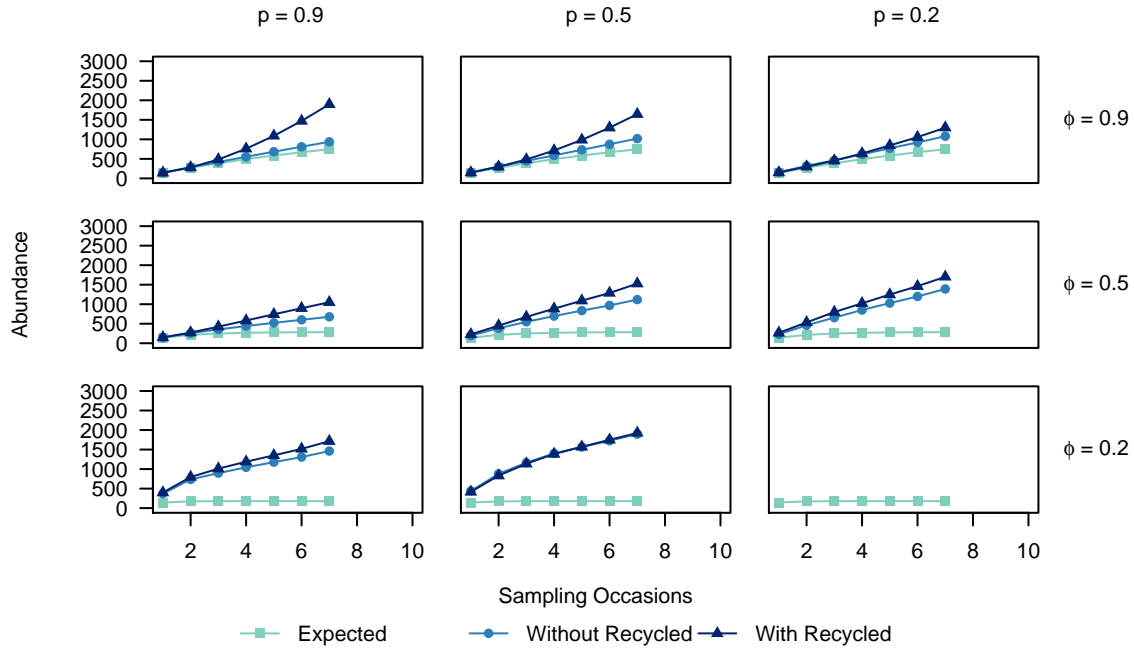 p = 0.9 p = 0.5 p = 0.2
3000
2500
2000
1500
1000
500
0
ϕ = 0.9
3000
2500
2000
1500
1000
500
0
ϕ = 0.5
3000
2500
2000
1500
1000
500
0
ϕ = 0.2
Abundance
2 4 6 8 10 2 4 6 8 10 2 4 6 8 10
Sampling Occasions
Expected Without Recycled With Recycled